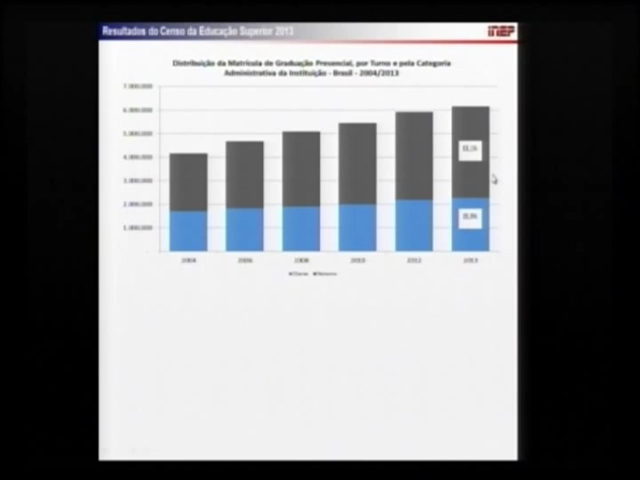 Resultados do Censo da Educação Superior 2013
INEP
Distribuição da Matrícula de Graduação Presencial, por Turno e pela Categoria
Administrativa da Instituição - Brasil - 2004/2013
7.000.000
6.000.000
5.000.000
4.000.000
3.000.000
2.000.000
1.000.000
2004 2006 2008 2010 2012 2013
Diurno Noturno